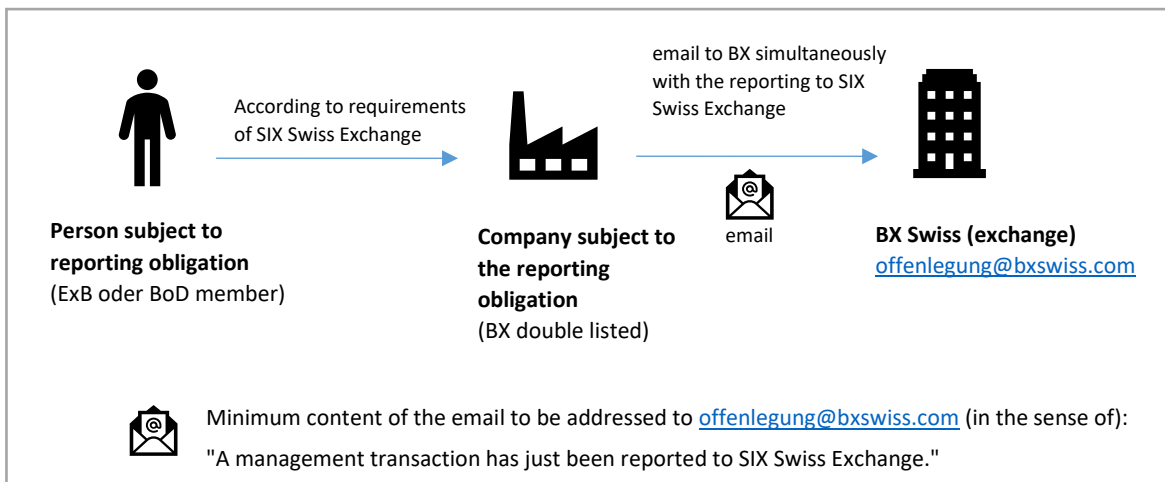 According to requirements
of SIX Swiss Exchange
email to BX simultaneously
with the reporting to SIX
Swiss Exchange
@
email
Person subject to
reporting obligation
(ExB oder BoD member)
Company subject to
the reporting
obligation
(BX double listed)
BX Swiss (exchange)
offenlegung@bxswiss.com
@
Minimum content of the email to be addressed to offenlegung@bxswiss.com (in the sense of):
"A management transaction has just been reported to SIX Swiss Exchange."